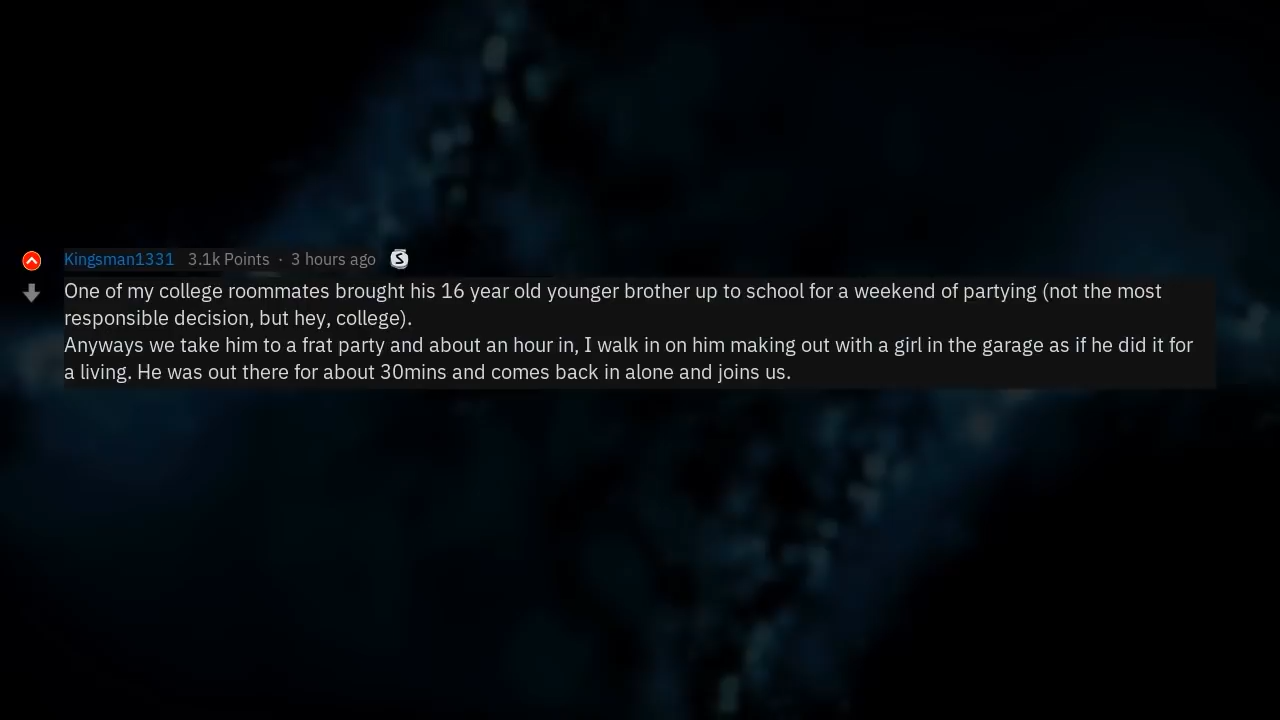 Kingsman1331 3.1k Points · 3 hours ago
One of my college roommates brought his 16 year old younger brother up to school for a weekend of partying (not the most
responsible decision, but hey, college).
Anyways we take him to a frat party and about an hour in, I walk in on him making out with a girl in the garage as if he did it for
a living. He was out there for about 30mins and comes back in alone and joins us.